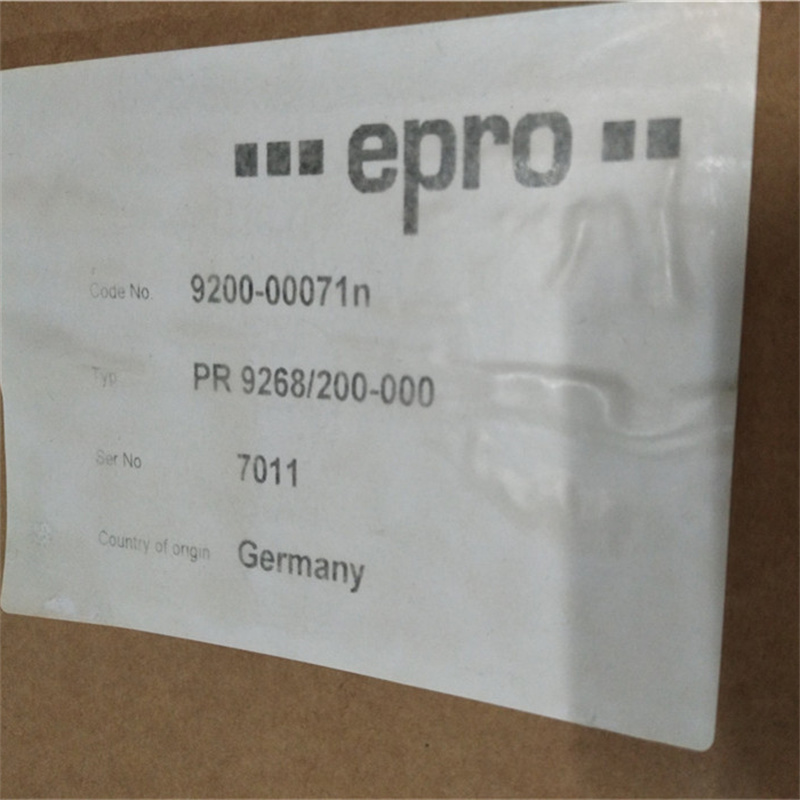 epro
Code No. 9200-00071n
Typ. PR 9268/200-000
Ser No 7011
Country of origin Germany